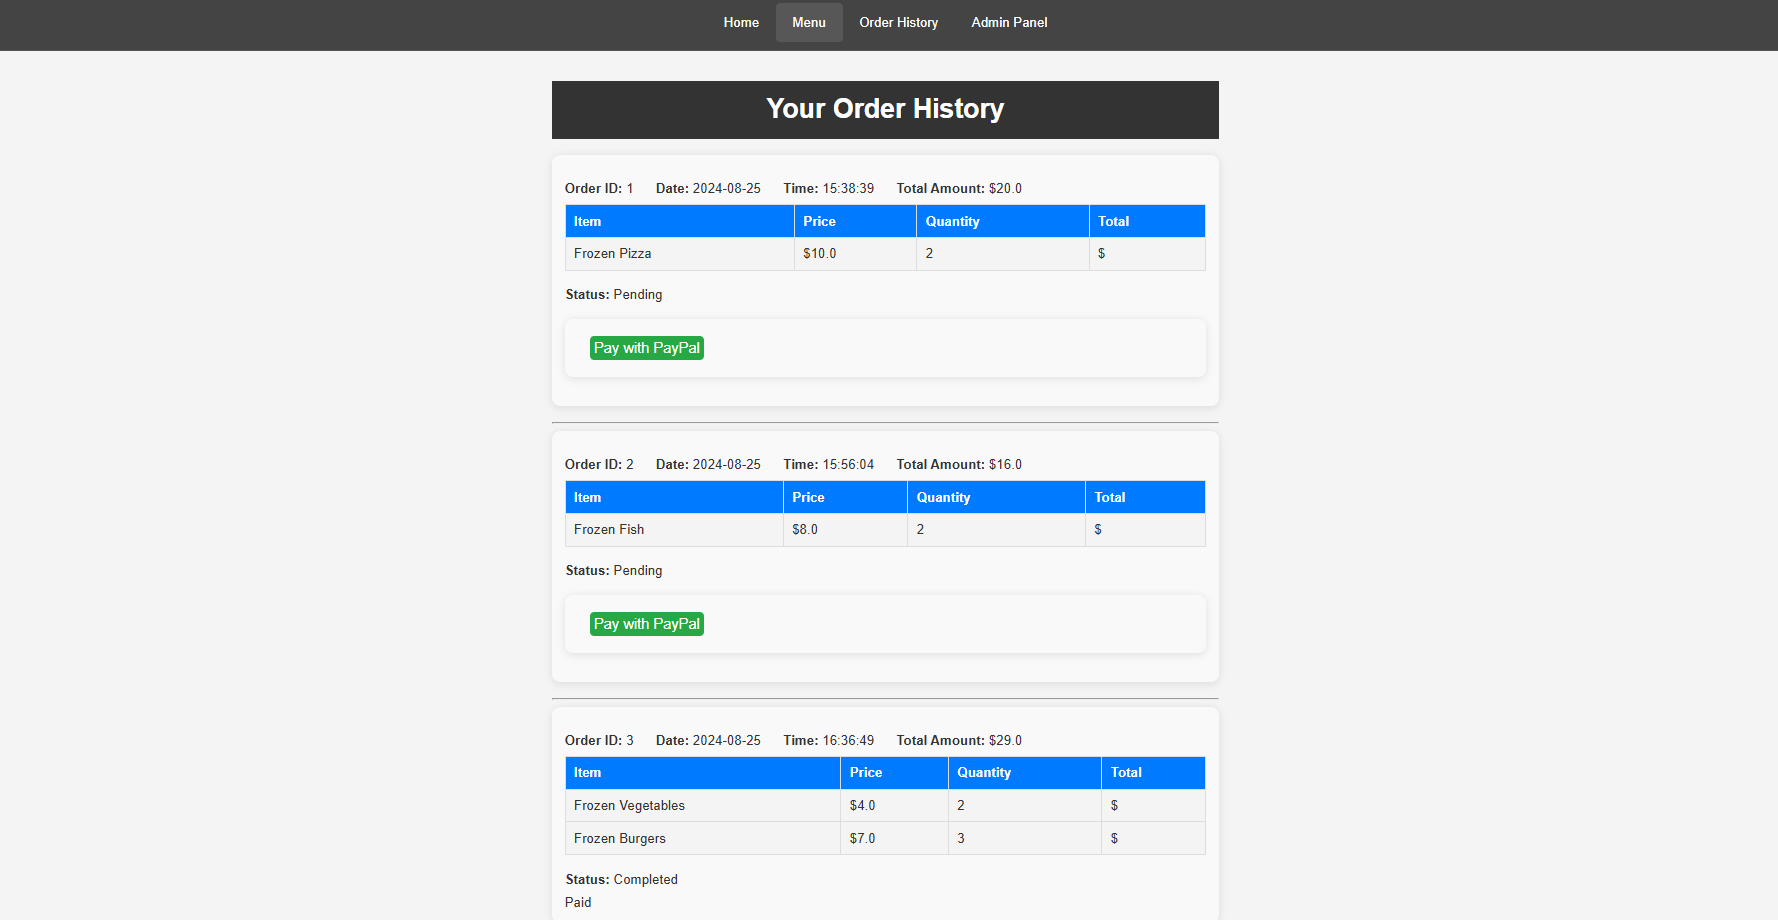 Home Menu Order History Admin Panel
Your Order History
Order ID: 1 Date: 2024-08-25 Time: 15:38:39 Total Amount: $20.0
Item Price Quantity Total
Frozen Pizza $10.0 2 $
Status: Pending
Pay with PayPal
Order ID: 2 Date: 2024-08-25 Time: 15:56:04 Total Amount: $16.0
Item Price Quantity Total
Frozen Fish $8.0 2 $
Status: Pending
Pay with PayPal
Order ID: 3 Date: 2024-08-25 Time: 16:36:49 Total Amount: $29.0
Item Price Quantity Total
Frozen Vegetables $4.0 2 $
Frozen Burgers $7.0 3 $
Status: Completed
Paid